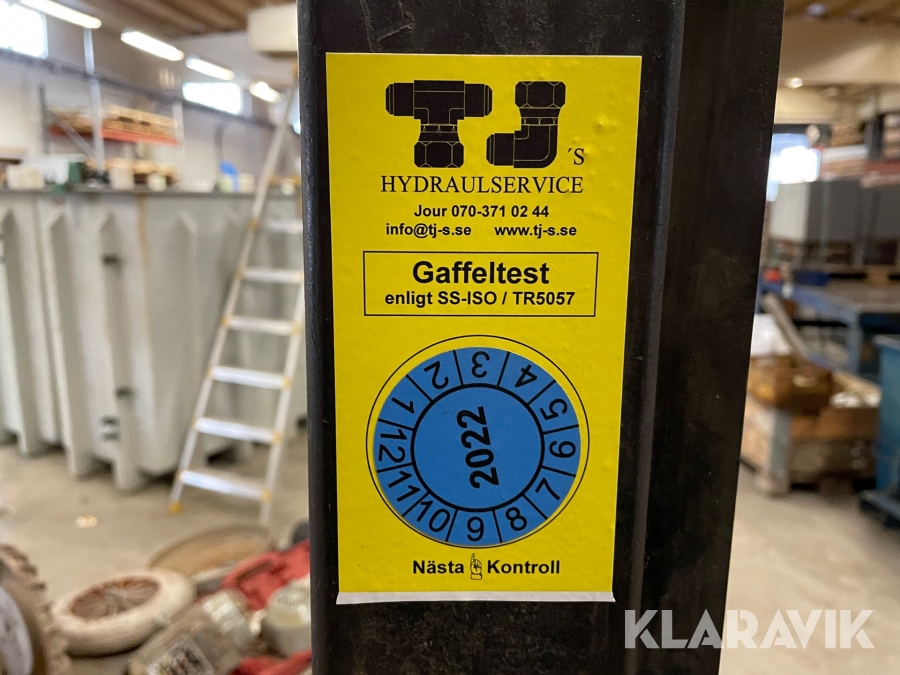 TJ´S
HYDRAULSERVICE
Jour 070-371 02 44
info@tj-s.se www.tj-s.se
Gaffeltest
enligt SS-ISO / TR5057
1 2 3 4 5 6 7 8 9 10 11 12
2022
Nästa Kontroll
KLARAVIK